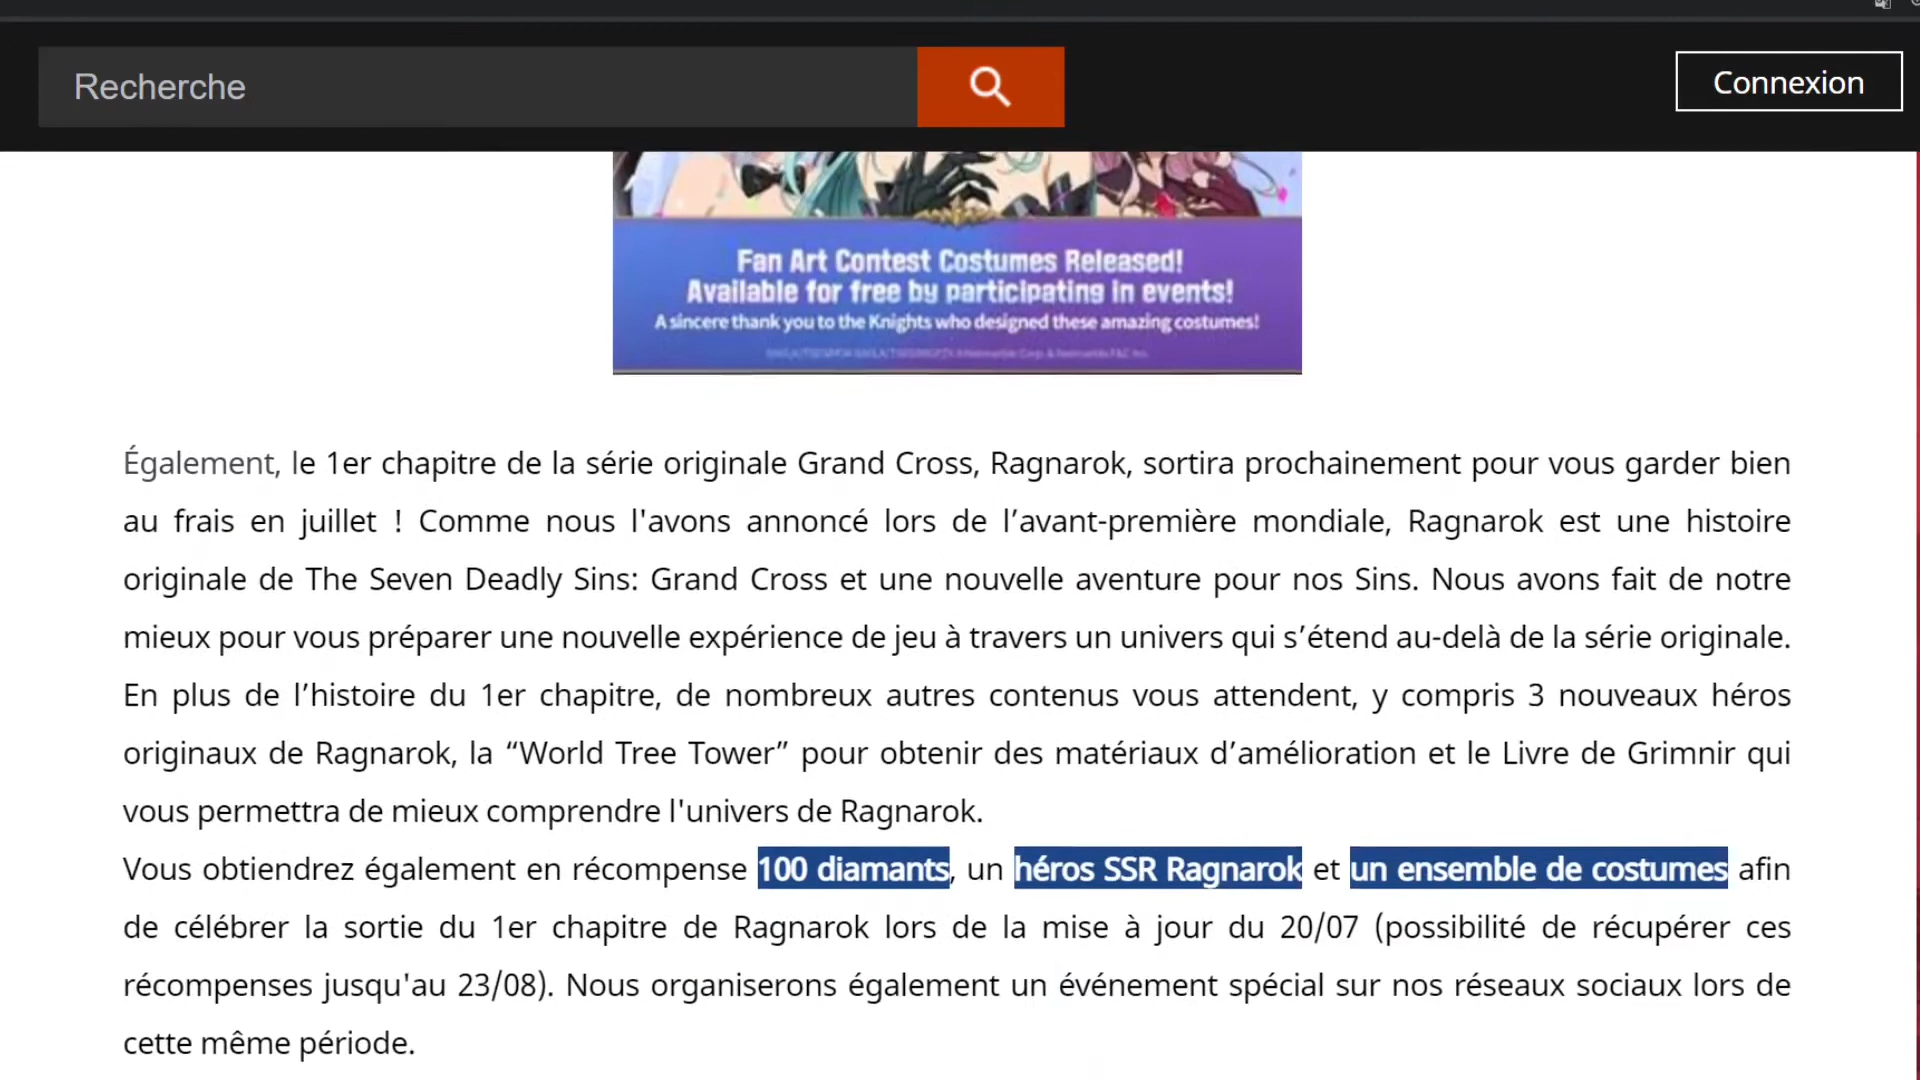 Recherche
Connexion
Fan Art Contest Costumes Released!
Available for free by participating in events!
A sincere thank you to the Knights who designed these amazing costumes!
Également, le 1er chapitre de la série originale Grand Cross, Ragnarok, sortira prochainement pour vous garder bien
au frais en juillet ! Comme nous l'avons annoncé lors de l’avant-première mondiale, Ragnarok est une histoire
originale de The Seven Deadly Sins: Grand Cross et une nouvelle aventure pour nos Sins. Nous avons fait de notre
mieux pour vous préparer une nouvelle expérience de jeu à travers un univers qui s’étend au-delà de la série originale.
En plus de l’histoire du 1er chapitre, de nombreux autres contenus vous attendent, y compris 3 nouveaux héros
originaux de Ragnarok, la “World Tree Tower” pour obtenir des matériaux d’amélioration et le Livre de Grimnir qui
vous permettra de mieux comprendre l'univers de Ragnarok.
Vous obtiendrez également en récompense 100 diamants, un héros SSR Ragnarok et un ensemble de costumes afin
de célébrer la sortie du 1er chapitre de Ragnarok lors de la mise à jour du 20/07 (possibilité de récupérer ces
récompenses jusqu'au 23/08). Nous organiserons également un événement spécial sur nos réseaux sociaux lors de
cette même période.